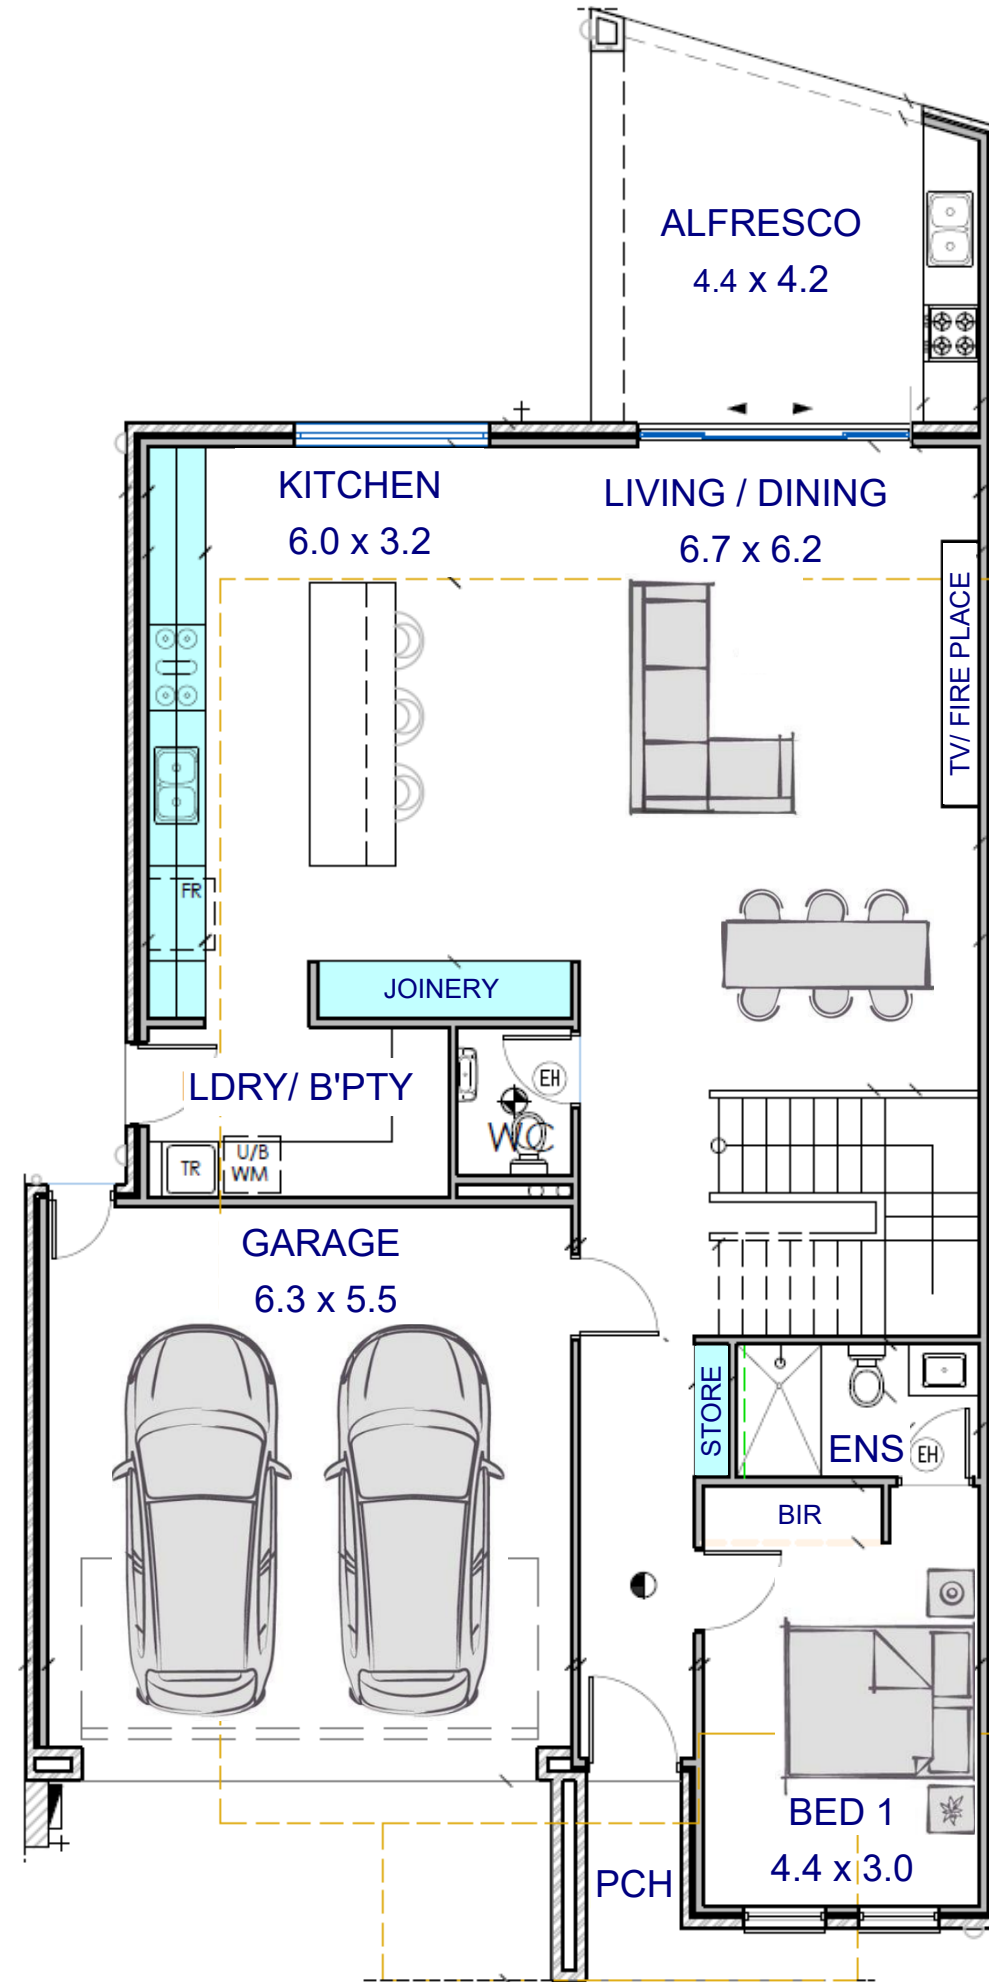 ALFRESCO
4.4 x 4.2
KITCHEN
6.0 x 3.2
LIVING / DINING
6.7 x 6.2
TV/ FIRE PLACE
FR
JOINERY
LDRY/ B'PTY
EH
WC
TR
U/B
WM
GARAGE
6.3 x 5.5
STORE
ENS
EH
BIR
BED 1
4.4 x 3.0
PCH